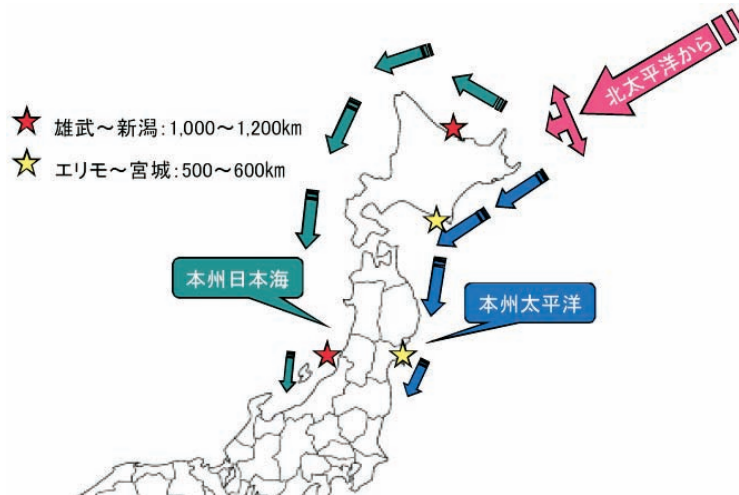 北太平洋から
雄武～新潟：1,000～1,200km
エリモ～宮城：500～600km
本州日本海
本州太平洋